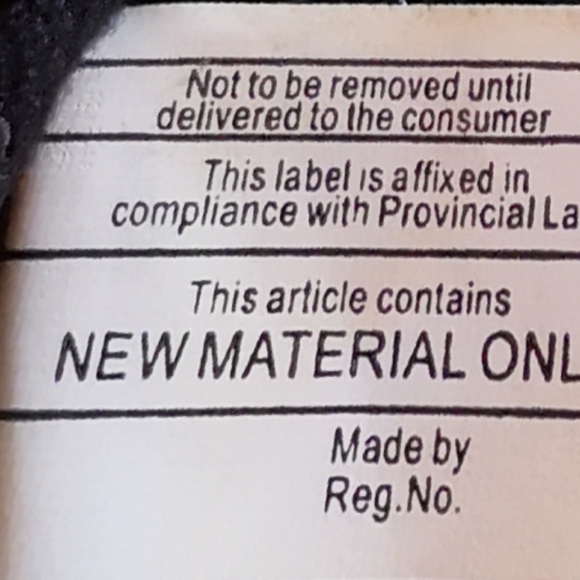 Not to be removed until
delivered to the consumer
This label is affixed in
compliance with Provincial La
This article contains
NEW MATERIAL ONL
Made by
Reg.No.